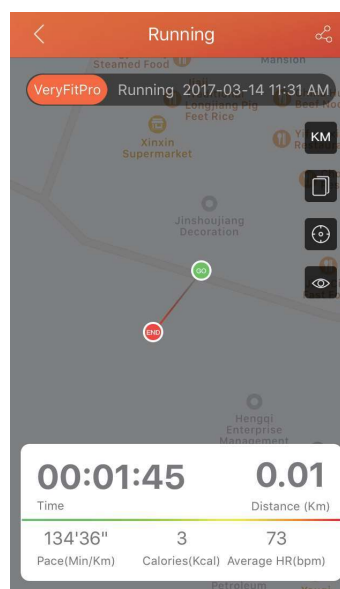 Running
Steamed Food
Mansion
VeryFitPro Running 2017-03-14 11:31 AM
Longjiang Pig
Feet Rice
Xinxin
Supermarket
KM
Jinshoujiang
Decoration
GO
END
Hengqi
Enterprise
Management
00:01:45
0.01
Time
Distance (Km)
134'36"
3
73
Pace(Min/Km)
Calories(Kcal)
Average HR(bpm)
Petroleum